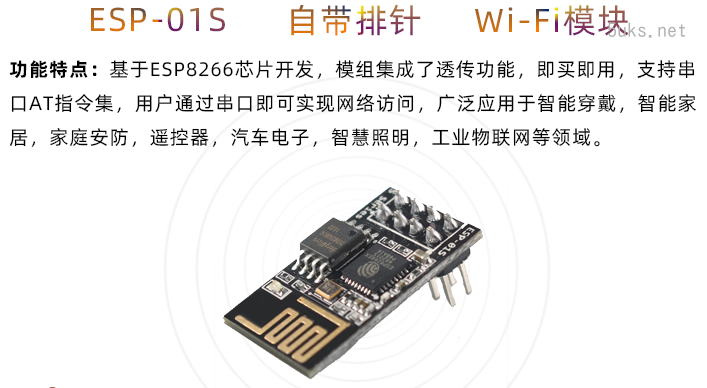 ESP-01S 自带排针 Wi-Fi模块
5uks.net
功能特点：基于ESP8266芯片开发，模组集成了透传功能，即买即用，支持串
口AT指令集，用户通过串口即可实现网络访问，广泛应用于智能穿戴，智能家
居，家庭安防，遥控器，汽车电子，智慧照明，工业物联网等领域。
ESP-01S